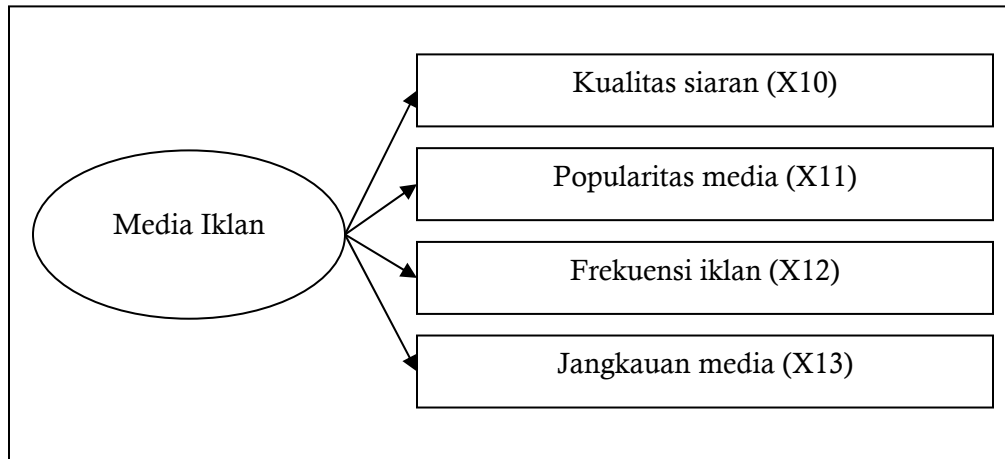 Media Iklan
Kualitas siaran (X10)
Popularitas media (X11)
Frekuensi iklan (X12)
Jangkauan media (X13)